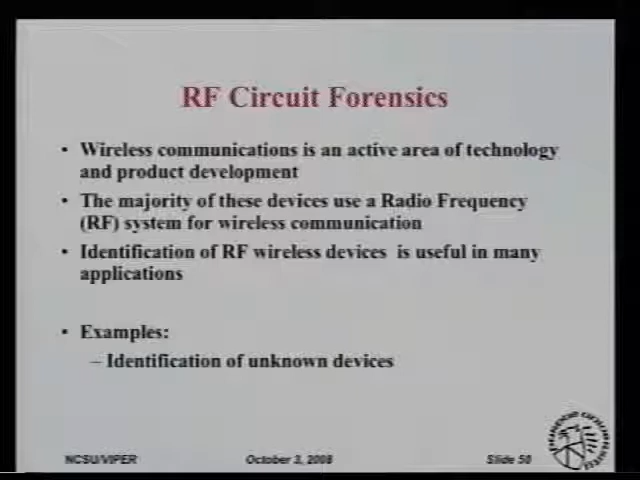 RF Circuit Forensics
• Wireless communications is an active area of technology
and product development
• The majority of these devices use a Radio Frequency
(RF) system for wireless communication
• Identification of RF wireless devices is useful in many
applications
• Examples:
– Identification of unknown devices
NCSU/VIPER
October 3, 2008
Slide 50